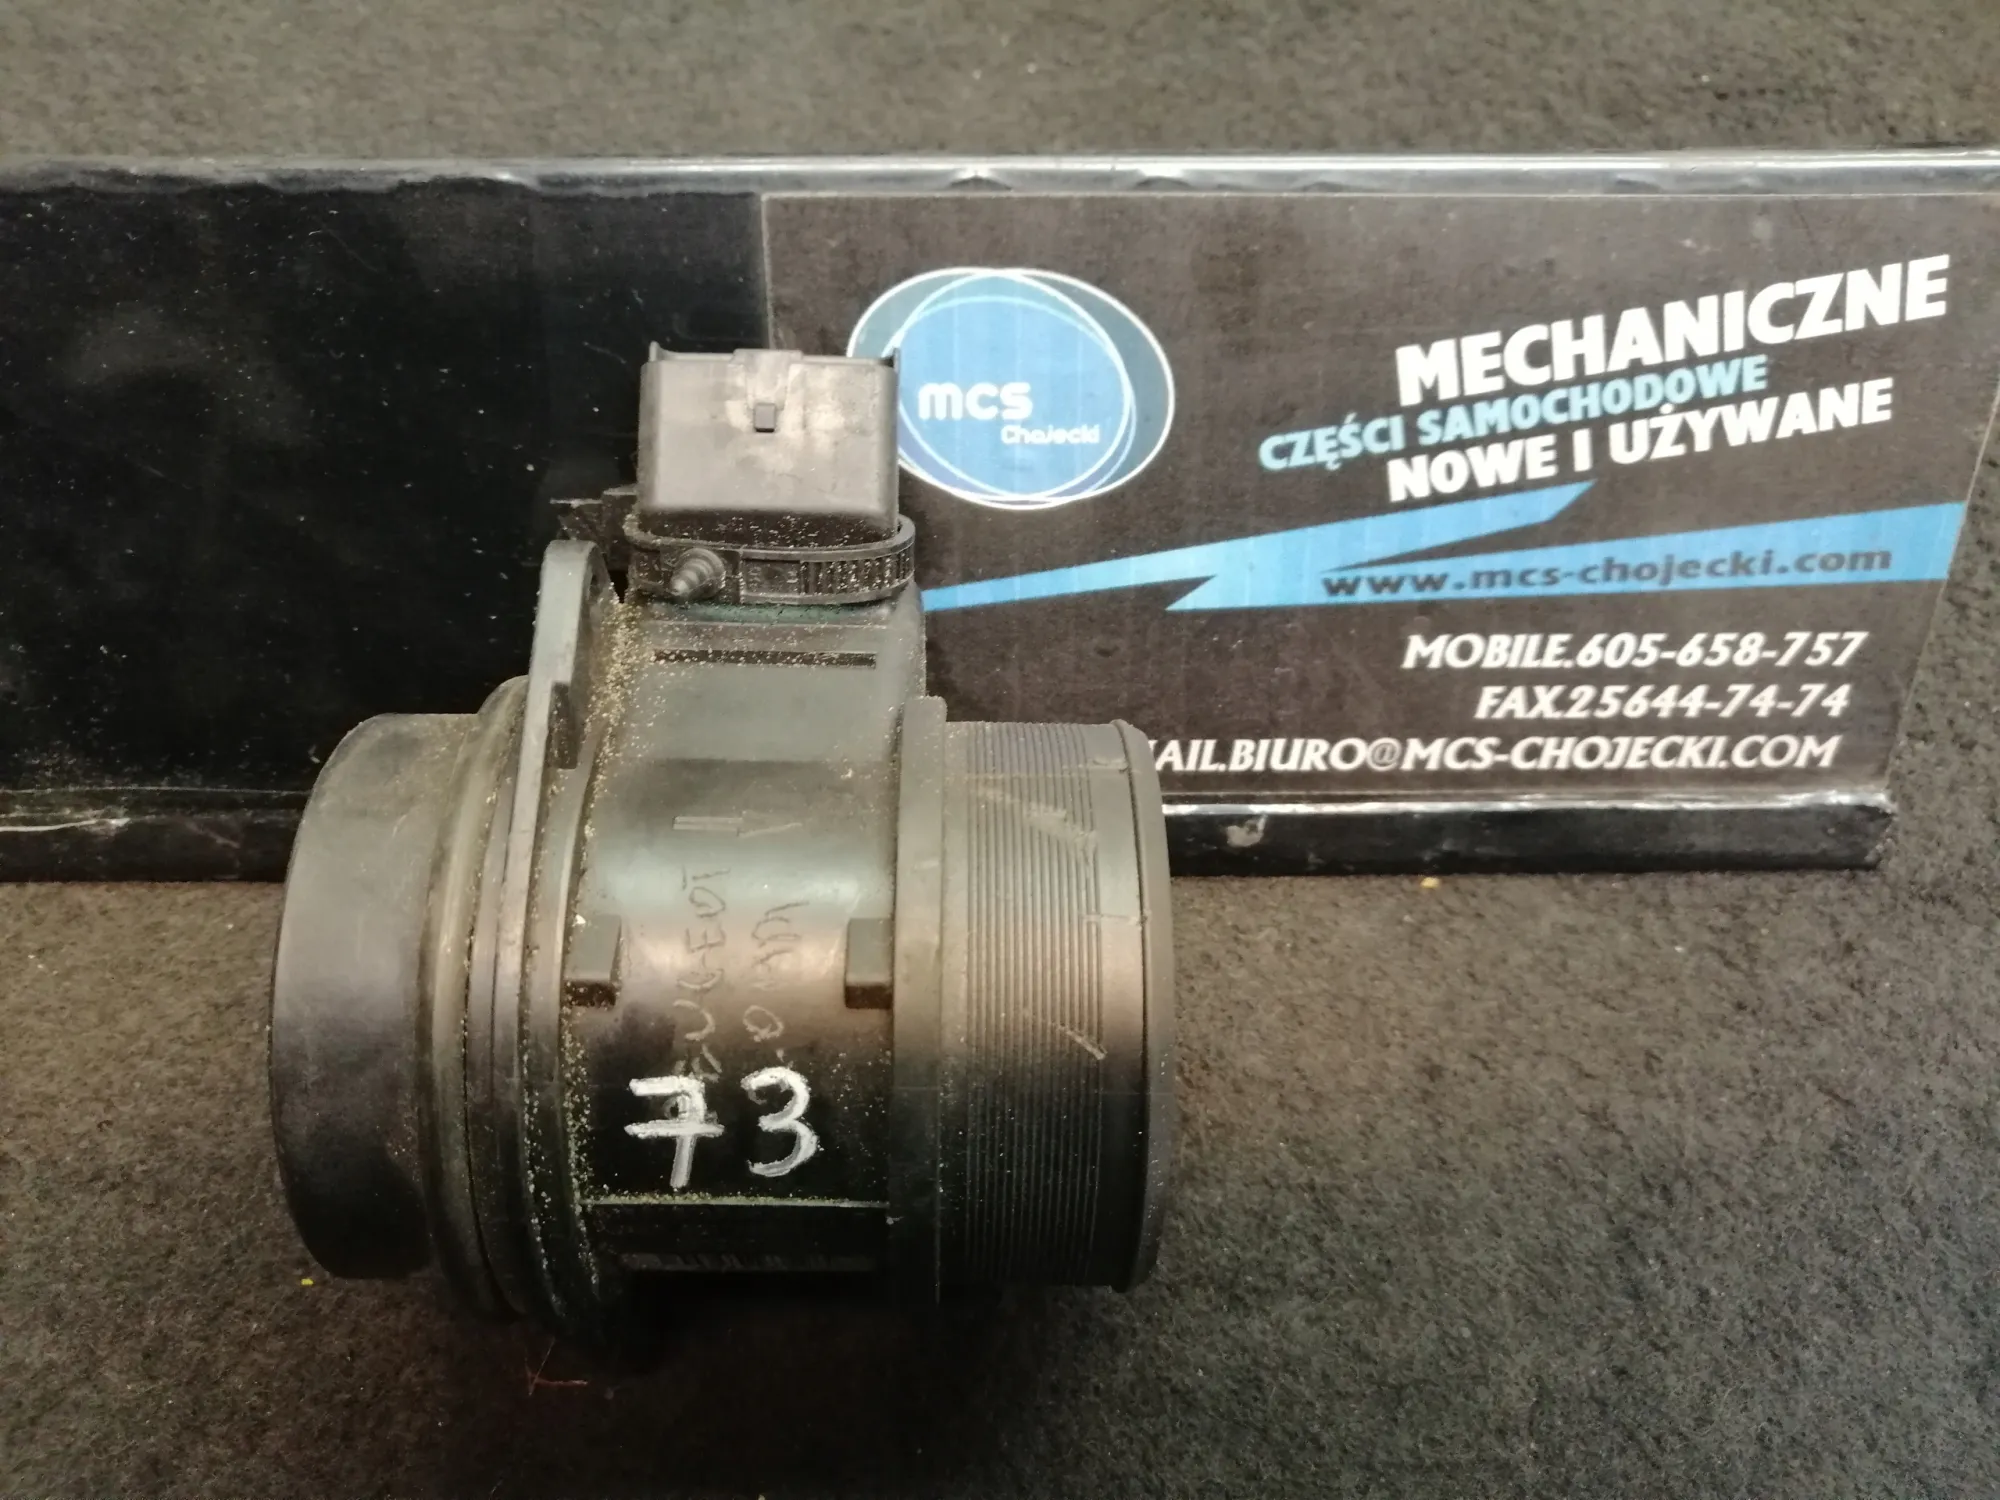 mcs
Chojecki
MECHANICZNE
CZĘŚCI SAMOCHODOWE
NOWE I UŻYWANE
www.mcs-chojecki.com
MOBILE.605-658-757
FAX.25644-74-74
AIL.BIURO@MCS-CHOJECKI.COM
PEUGEOT
73